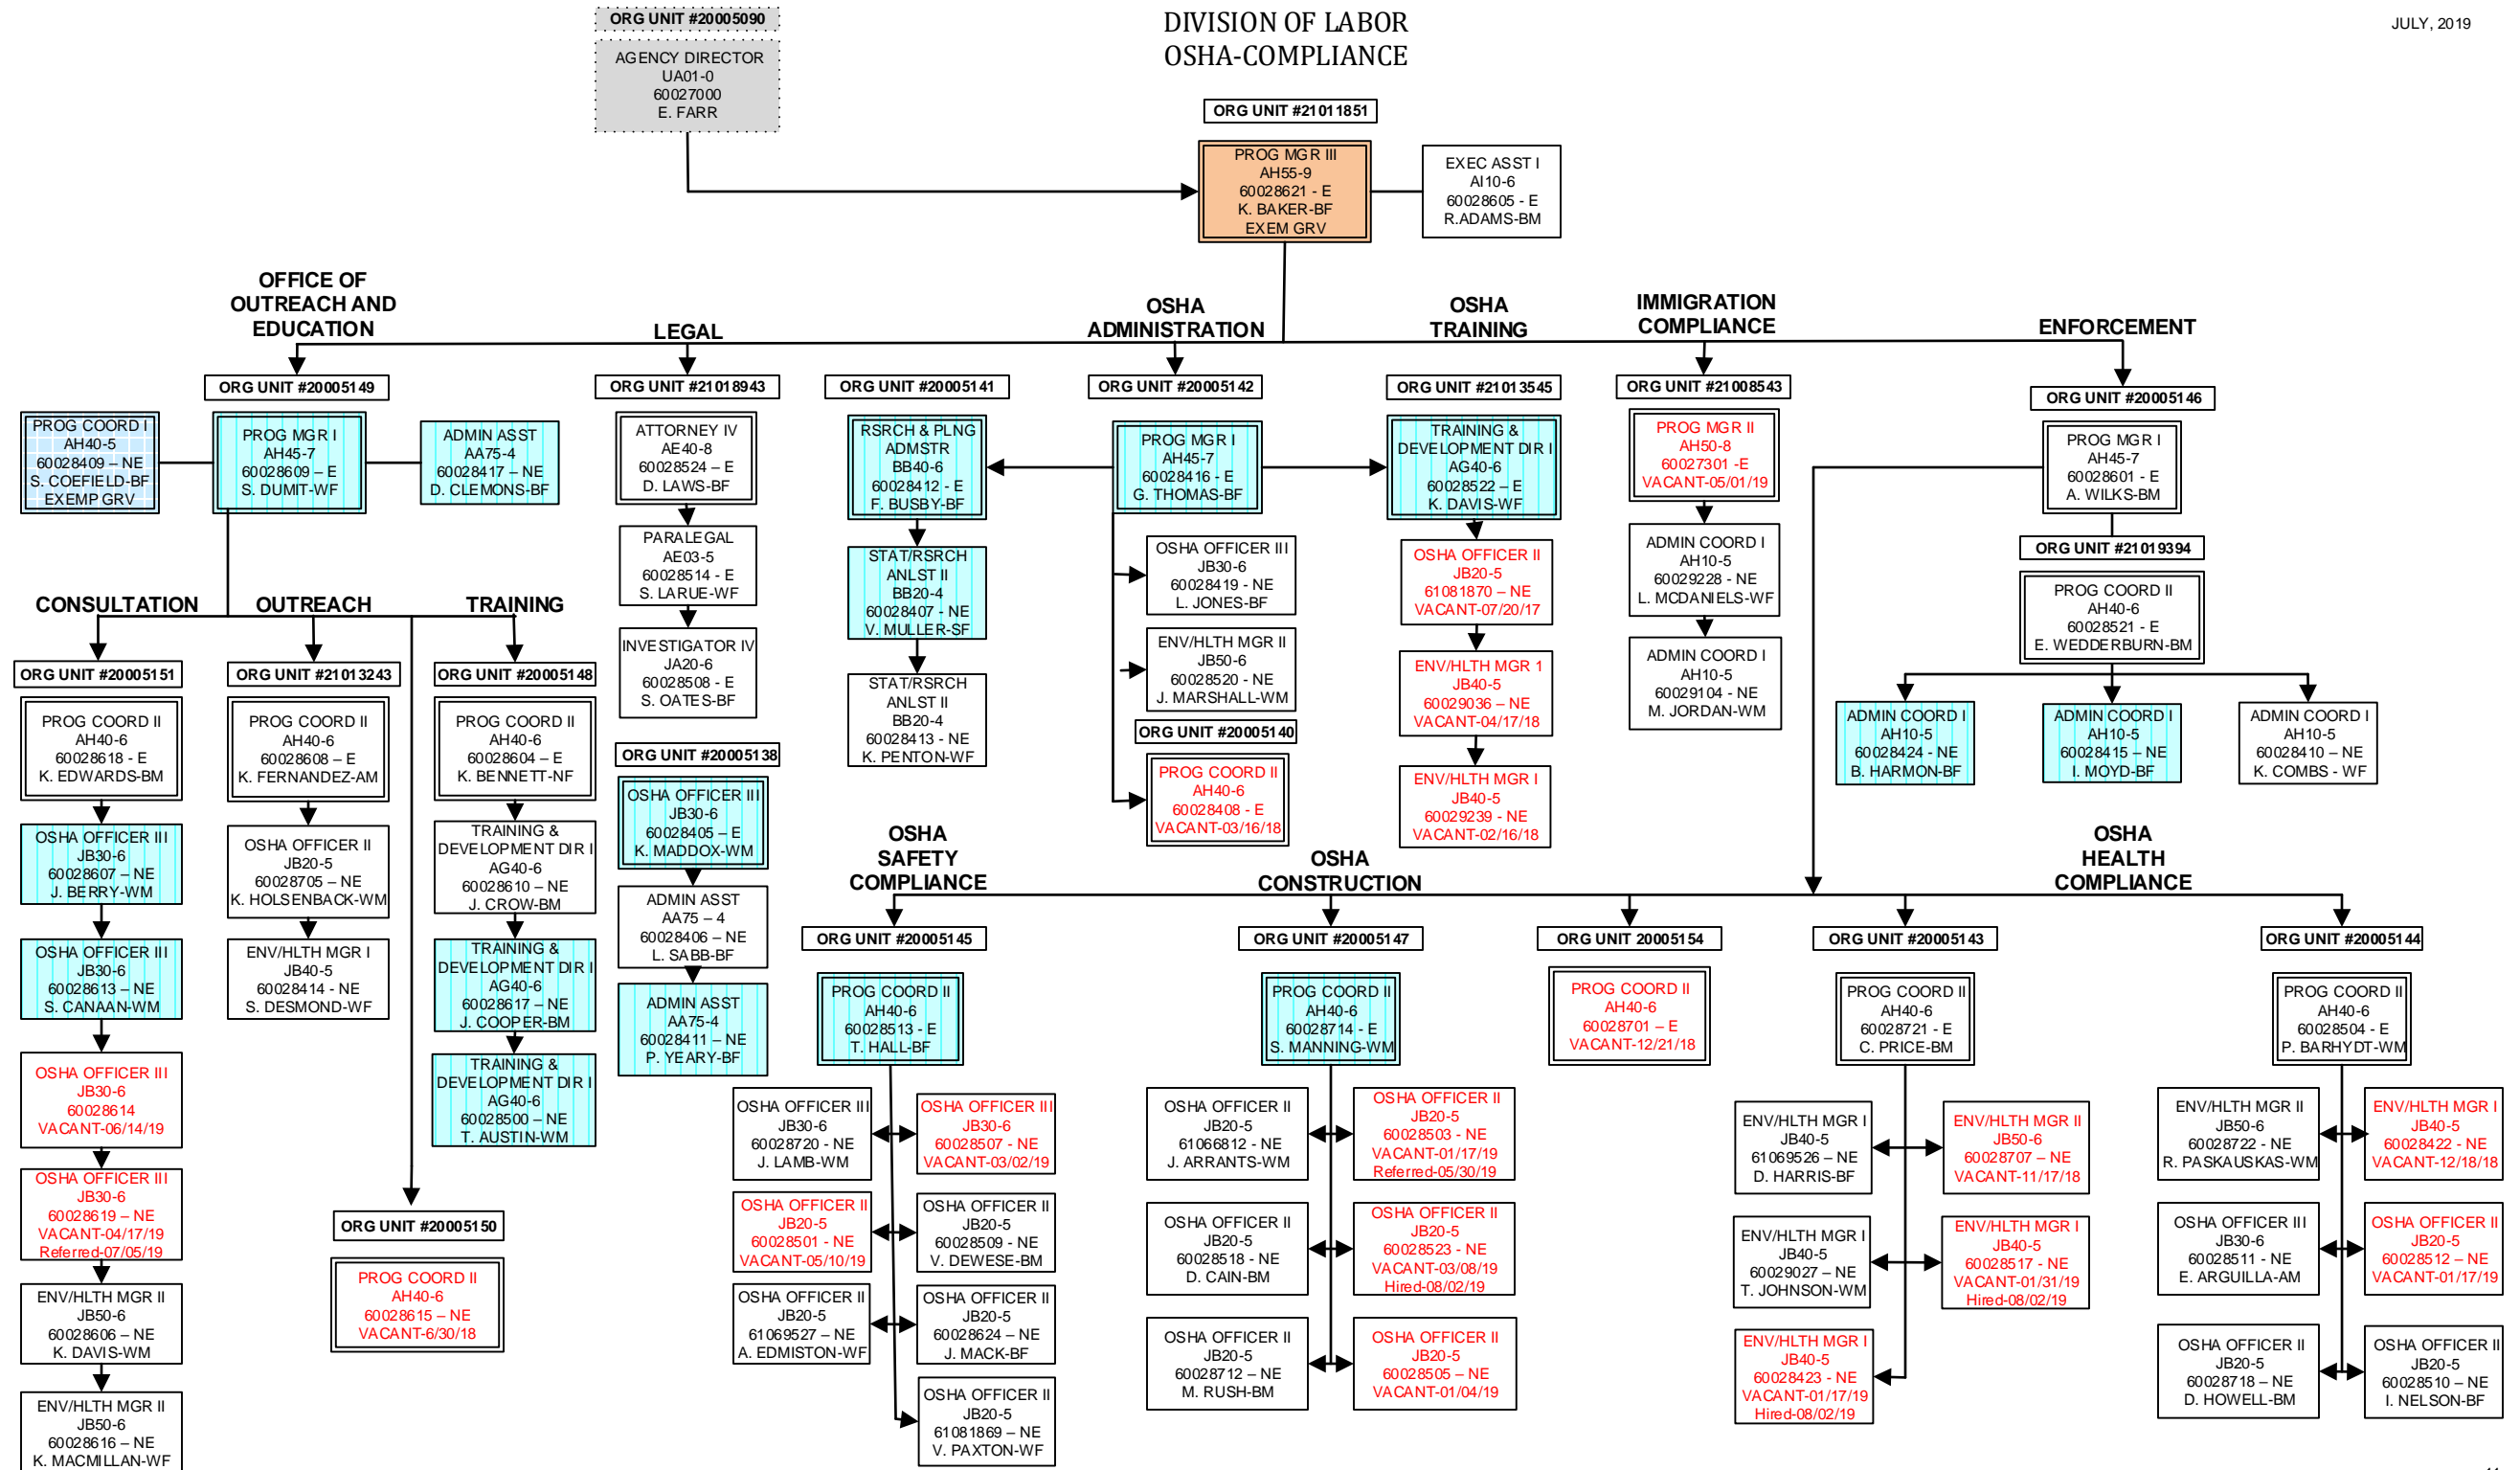 ORG UNIT #20005090
DIVISION OF LABOR
OSHA-COMPLIANCE
JULY, 2019
AGENCY DIRECTOR
UA01-0
60027000
E. FARR
ORG UNIT #21011851
PROG MGR III
AH55-9
60028621 - E
K. BAKER-BF
EXEM GRV
EXEC ASST I
AI10-6
60028605 - E
R.ADAMS-BM
OFFICE OF
OUTREACH AND
EDUCATION
LEGAL
OSHA
ADMINISTRATION
OSHA
TRAINING
IMMIGRATION
COMPLIANCE
ENFORCEMENT
ORG UNIT #20005149
PROG COORD I
AH40-5
60028409 – NE
S. COEFIELD-BF
EXEMP GRV
PROG MGR I
AH45-7
60028609 – E
S. DUMIT-WF
ADMIN ASST
AA75-4
60028417 – NE
D. CLEMONS-BF
CONSULTATION
OUTREACH
TRAINING
ORG UNIT #20005151
PROG COORD II
AH40-6
60028618 - E
K. EDWARDS-BM
OSHA OFFICER III
JB30-6
60028607 – NE
J. BERRY-WM
OSHA OFFICER III
JB30-6
60028613 – NE
S. CANAAN-WM
OSHA OFFICER III
JB30-6
60028614
VACANT-06/14/19
OSHA OFFICER III
JB30-6
60028619 – NE
VACANT-04/17/19
Referred-07/05/19
ENV/HLTH MGR II
JB50-6
60028606 – NE
K. DAVIS-WM
ENV/HLTH MGR II
JB50-6
60028616 – NE
K. MACMILLAN-WF
ORG UNIT #21013243
PROG COORD II
AH40-6
60028608 – E
K. FERNANDEZ-AM
OSHA OFFICER II
JB20-5
60028705 – NE
K. HOLSENBACK-WM
ENV/HLTH MGR I
JB40-5
60028414 - NE
S. DESMOND-WF
ORG UNIT #20005148
PROG COORD II
AH40-6
60028604 – E
K. BENNETT-NF
TRAINING &
DEVELOPMENT DIR I
AG40-6
60028610 – NE
J. CROW-BM
TRAINING &
DEVELOPMENT DIR I
AG40-6
60028617 – NE
J. COOPER-BM
TRAINING &
DEVELOPMENT DIR I
AG40-6
60028500 – NE
T. AUSTIN-WM
ORG UNIT #20005150
PROG COORD II
AH40-6
60028615 – NE
VACANT-6/30/18
ORG UNIT #21018943
ATTORNEY IV
AE40-8
60028524 – E
D. LAWS-BF
PARALEGAL
AE03-5
60028514 - E
S. LARUE-WF
INVESTIGATOR IV
JA20-6
60028508 - E
S. OATES-BF
ORG UNIT #20005138
OSHA OFFICER III
JB30-6
60028405 – E
K. MADDOX-WM
ADMIN ASST
AA75 – 4
60028406 – NE
L. SABB-BF
ADMIN ASST
AA75-4
60028411 – NE
P. YEARY-BF
ORG UNIT #20005141
RSRCH & PLNG
ADMSTR
BB40-6
60028412 - E
F. BUSBY-BF
STAT/RSRCH
ANLST II
BB20-4
60028407 - NE
V. MULLER-SF
STAT/RSRCH
ANLST II
BB20-4
60028413 - NE
K. PENTON-WF
ORG UNIT #20005142
PROG MGR I
AH45-7
60028416 - E
G. THOMAS-BF
OSHA OFFICER III
JB30-6
60028419 - NE
L. JONES-BF
ENV/HLTH MGR II
JB50-6
60028520 - NE
J. MARSHALL-WM
ORG UNIT #20005140
PROG COORD II
AH40-6
60028408 - E
VACANT-03/16/18
ORG UNIT #21013545
TRAINING &
DEVELOPMENT DIR I
AG40-6
60028522 – E
K. DAVIS-WF
OSHA OFFICER II
JB20-5
61081870 – NE
VACANT-07/20/17
ENV/HLTH MGR 1
JB40-5
60029036 – NE
VACANT-04/17/18
ENV/HLTH MGR I
JB40-5
60029239 - NE
VACANT-02/16/18
ORG UNIT #21008543
PROG MGR II
AH50-8
60027301 -E
VACANT-05/01/19
ADMIN COORD I
AH10-5
60029228 - NE
L. MCDANIELS-WF
ADMIN COORD I
AH10-5
60029104 - NE
M. JORDAN-WM
ORG UNIT #20005146
PROG MGR I
AH45-7
60028601 - E
A. WILKS-BM
ORG UNIT #21019394
PROG COORD II
AH40-6
60028521 - E
E. WEDDERBURN-BM
ADMIN COORD I
AH10-5
60028424 - NE
B. HARMON-BF
ADMIN COORD I
AH10-5
60028415 – NE
I. MOYD-BF
ADMIN COORD I
AH10-5
60028410 – NE
K. COMBS - WF
OSHA
SAFETY
COMPLIANCE
OSHA
CONSTRUCTION
OSHA
HEALTH
COMPLIANCE
ORG UNIT #20005145
PROG COORD II
AH40-6
60028513 - E
T. HALL-BF
OSHA OFFICER III
JB30-6
60028720 - NE
J. LAMB-WM
OSHA OFFICER III
JB30-6
60028507 - NE
VACANT-03/02/19
OSHA OFFICER II
JB20-5
60028501 - NE
VACANT-05/10/19
OSHA OFFICER II
JB20-5
60028509 - NE
V. DEWESE-BM
OSHA OFFICER II
JB20-5
61069527 – NE
A. EDMISTON-WF
OSHA OFFICER II
JB20-5
60028624 – NE
J. MACK-BF
OSHA OFFICER II
JB20-5
61081869 – NE
V. PAXTON-WF
ORG UNIT #20005147
PROG COORD II
AH40-6
60028714 - E
S. MANNING-WM
OSHA OFFICER II
JB20-5
61066812 – NE
J. ARRANTS-WM
OSHA OFFICER II
JB20-5
60028503 - NE
VACANT-01/17/19
Referred-05/30/19
OSHA OFFICER II
JB20-5
60028518 - NE
D. CAIN-BM
OSHA OFFICER II
JB20-5
60028523 - NE
VACANT-03/08/19
Hired-08/02/19
OSHA OFFICER II
JB20-5
60028712 – NE
M. RUSH-BM
OSHA OFFICER II
JB20-5
60028505 – NE
VACANT-01/04/19
ORG UNIT 20005154
PROG COORD II
AH40-6
60028701 – E
VACANT-12/21/18
ORG UNIT #20005143
PROG COORD II
AH40-6
60028721 - E
C. PRICE-BM
ENV/HLTH MGR I
JB40-5
61069526 – NE
D. HARRIS-BF
ENV/HLTH MGR II
JB50-6
60028707 – NE
VACANT-11/17/18
ENV/HLTH MGR I
JB40-5
60029027 – NE
T. JOHNSON-WM
ENV/HLTH MGR I
JB40-5
60028517 - NE
VACANT-01/31/19
Hired-08/02/19
ENV/HLTH MGR I
JB40-5
60028423 - NE
VACANT-01/17/19
Hired-08/02/19
ORG UNIT #20005144
PROG COORD II
AH40-6
60028504 – E
P. BARHYDT-WM
ENV/HLTH MGR II
JB50-6
60028722 - NE
R. PASKAUSKAS-WM
ENV/HLTH MGR I
JB40-5
60028422 - NE
VACANT-12/18/18
OSHA OFFICER III
JB30-6
60028511 – NE
E. ARGUILLA-AM
OSHA OFFICER II
JB20-5
60028512 – NE
VACANT-01/17/19
OSHA OFFICER II
JB20-5
60028718 – NE
D. HOWELL-BM
OSHA OFFICER II
JB20-5
60028510 – NE
I. NELSON-BF